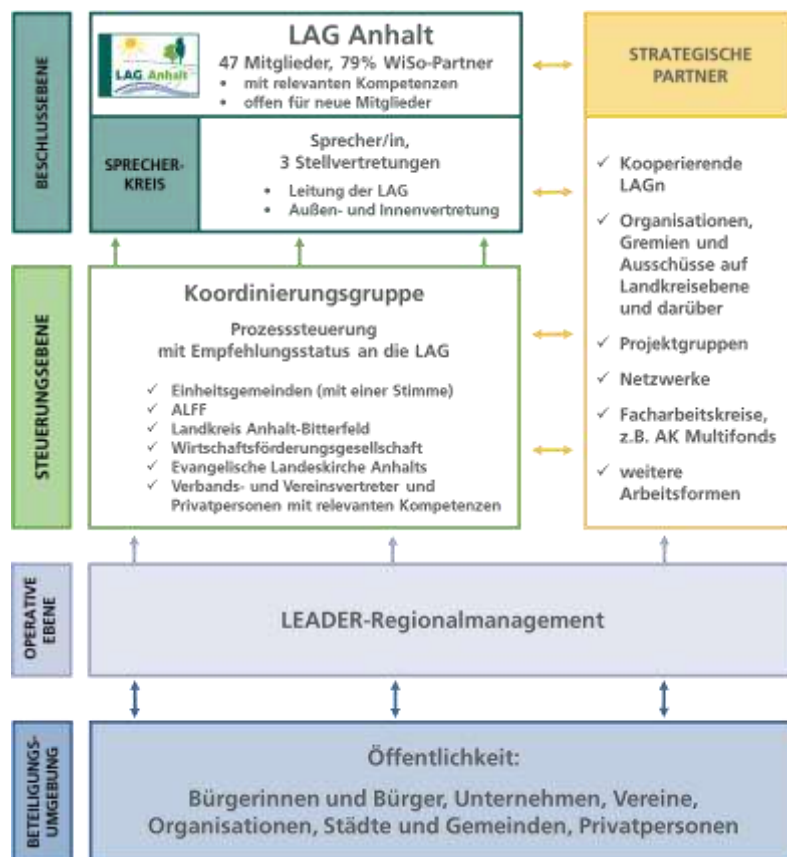 BESCHLUSSEBENE
LAG Anhalt
LAG Anhalt
47 Mitglieder, 79% WiSo-Partner
• mit relevanten Kompetenzen
• offen für neue Mitglieder
SPRECHER-
KREIS
Sprecher/in,
3 Stellvertretungen
• Leitung der LAG
• Außen- und Innenvertretung
STRATEGISCHE
PARTNER
✓ Kooperierende
LAGn
✓ Organisationen,
Gremien und
Ausschüsse auf
Landkreisebene
und darüber
✓ Projektgruppen
✓ Netzwerke
✓ Facharbeitskreise,
z.B. AK Multifonds
✓ weitere
Arbeitsformen
STEUERUNGSEBENE
Koordinierungsgruppe
Prozesssteuerung
mit Empfehlungsstatus an die LAG
✓ Einheitsgemeinden (mit einer Stimme)
✓ ALFF
✓ Landkreis Anhalt-Bitterfeld
✓ Wirtschaftsförderungsgesellschaft
✓ Evangelische Landeskirche Anhalts
✓ Verbands- und Vereinsvertreter und
Privatpersonen mit relevanten Kompetenzen
OPERATIVE
EBENE
LEADER-Regionalmanagement
BETEILIGUNGS-
UMGEBUNG
Öffentlichkeit:
Bürgerinnen und Bürger, Unternehmen, Vereine,
Organisationen, Städte und Gemeinden, Privatpersonen